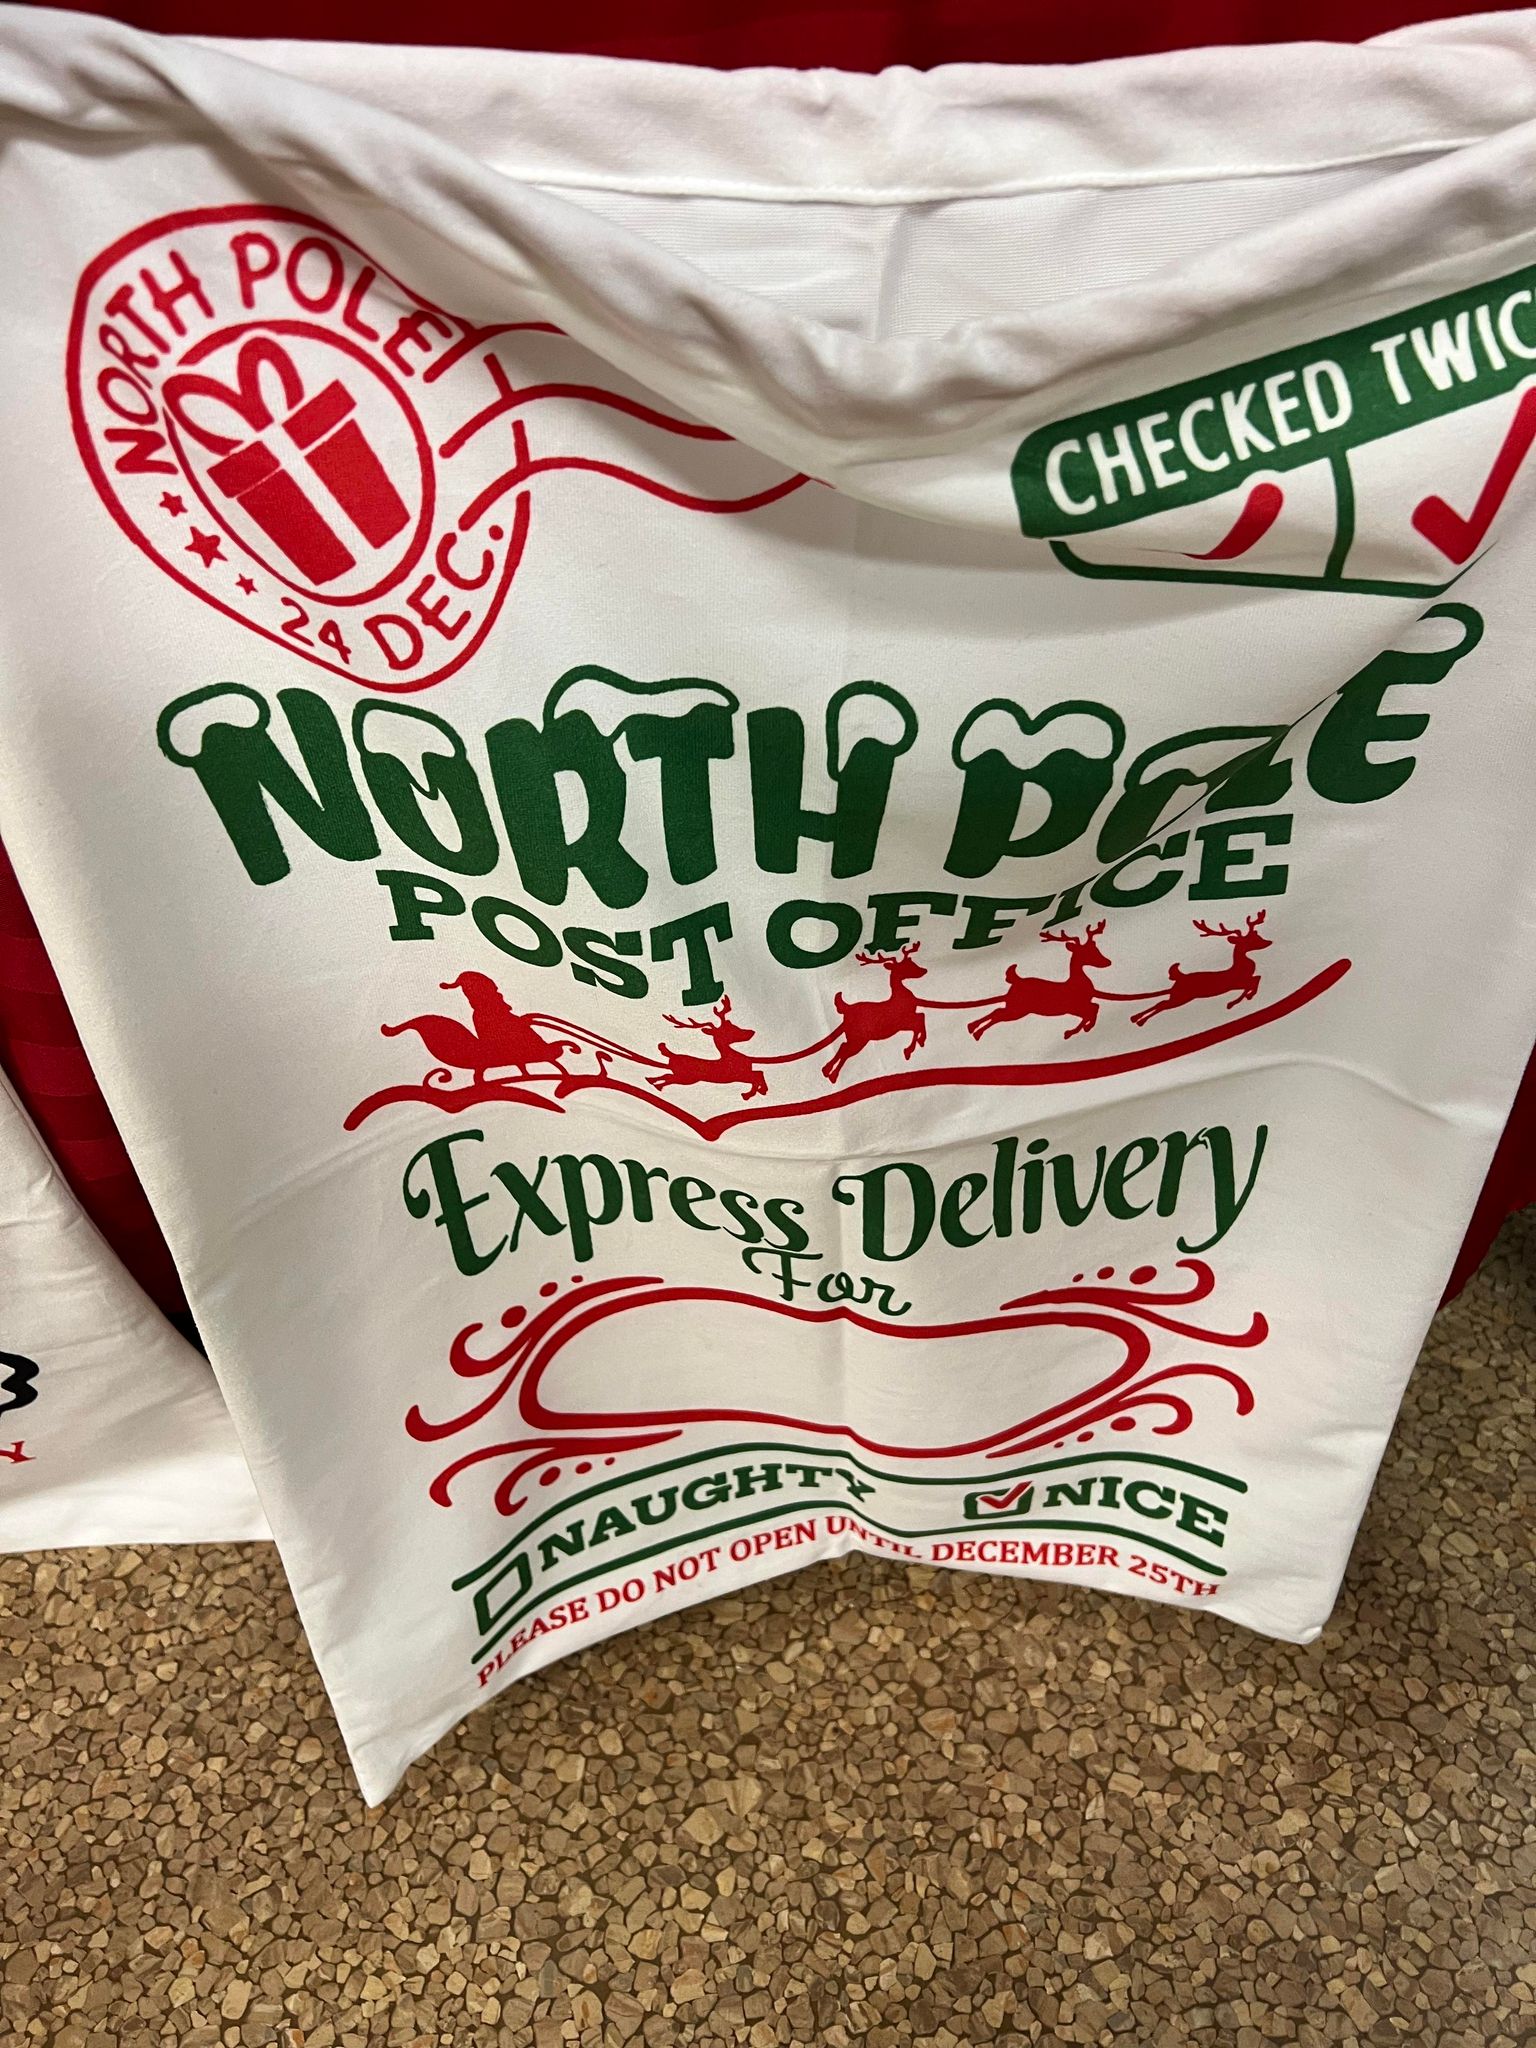 NORTH POLE
24 DEC.
CHECKED TWIC
NORTH POLE
POST OFFICE
Express Delivery
For
NAUGHTY NICE
PLEASE DO NOT OPEN UNTIL DECEMBER 25TH